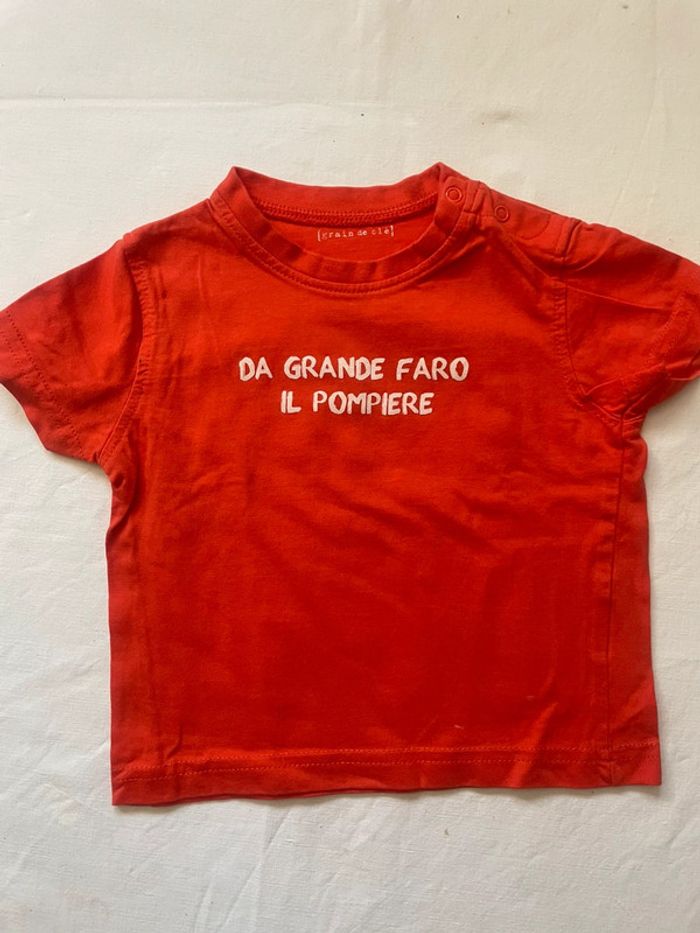 [grain de blé]
DA GRANDE FARO
IL POMPIERE